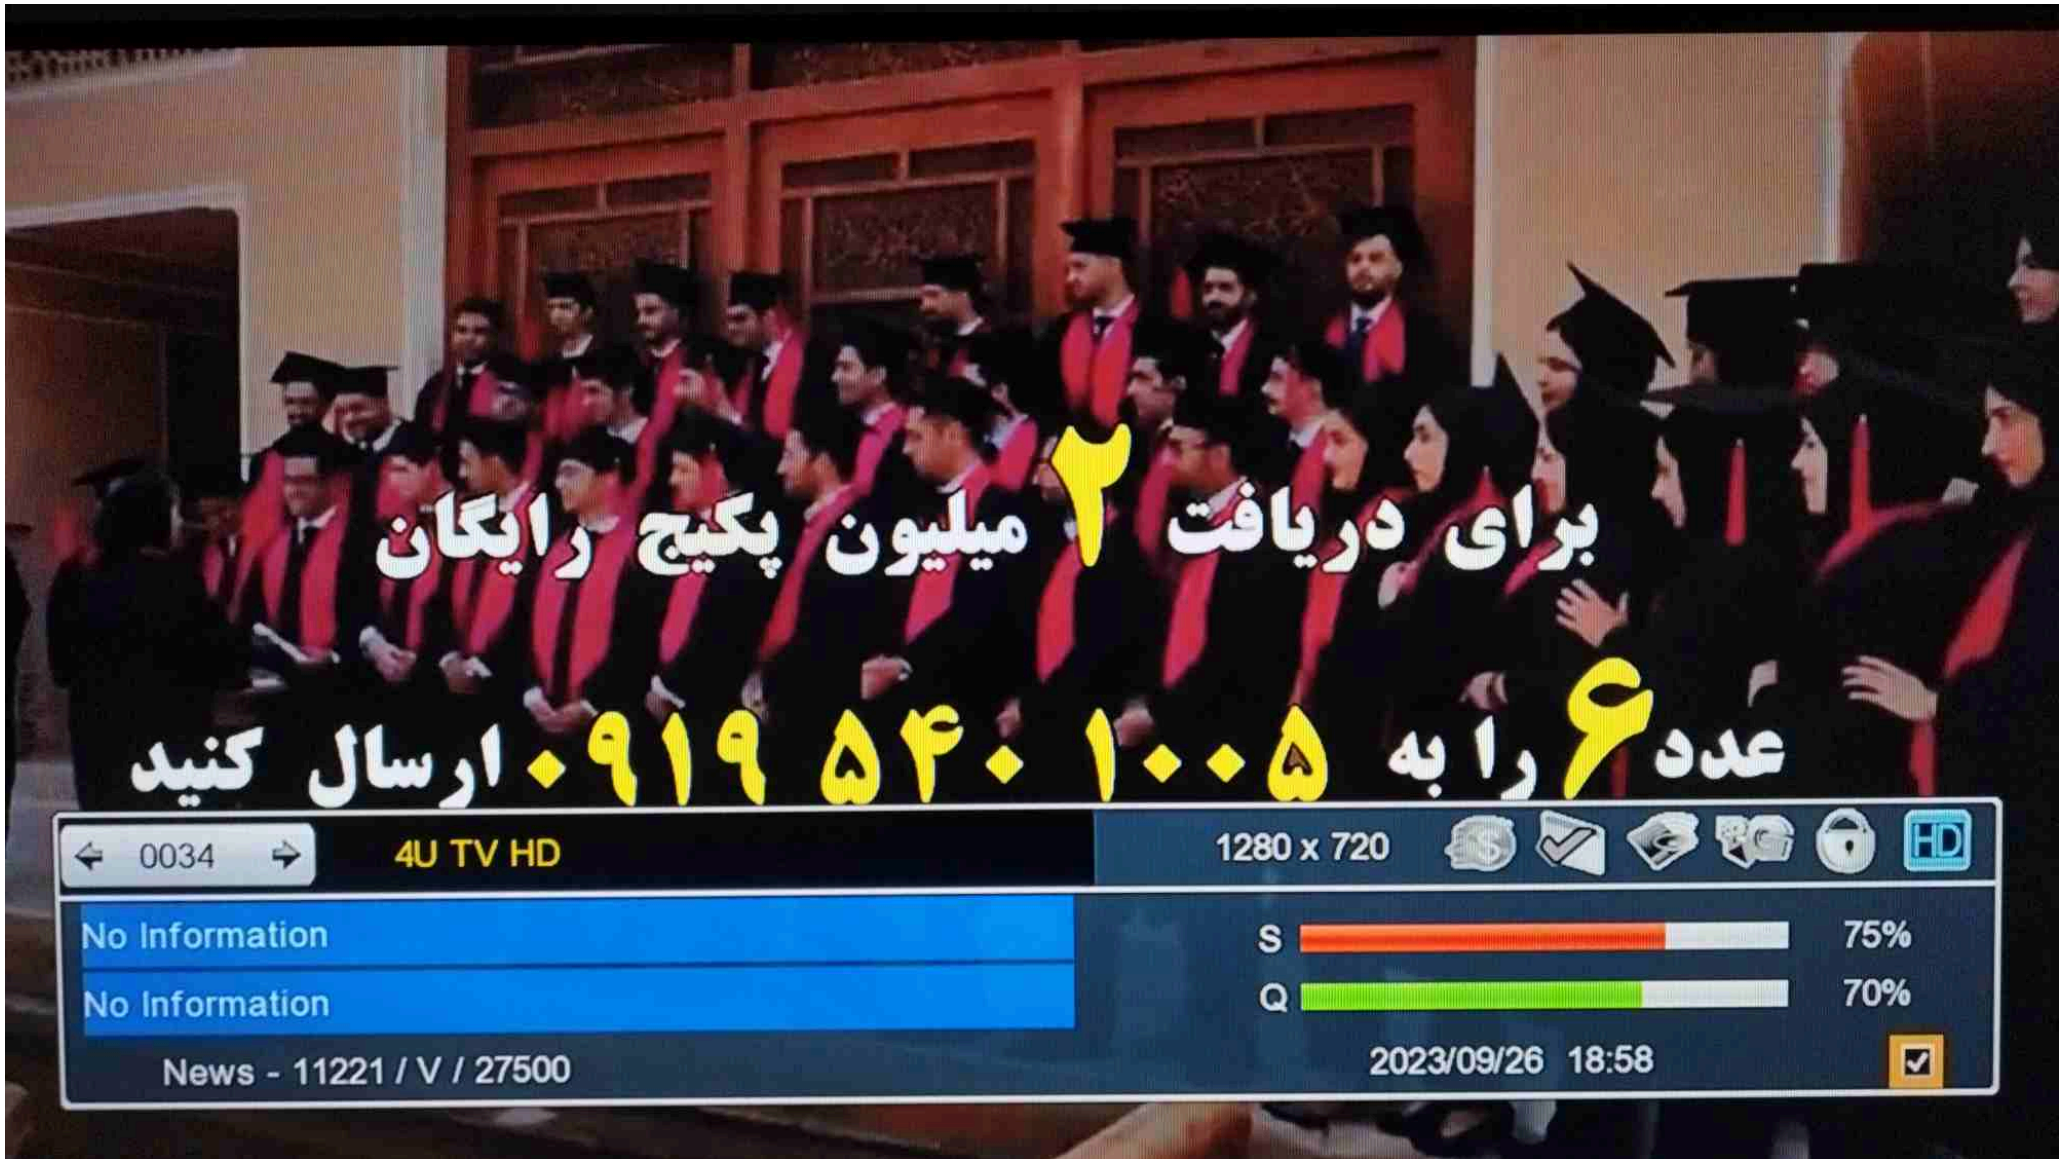 برای دریافت ۲ میلیون پکیج رایگان
عدد ۶ را به ۰۹۱۹ ۵۴۰ ۱۰۰۵ ارسال کنید
0034 4U TV HD 1280 x 720 HD
No Information S 75%
No Information Q 70%
News - 11221 / V / 27500 2023/09/26 18:58